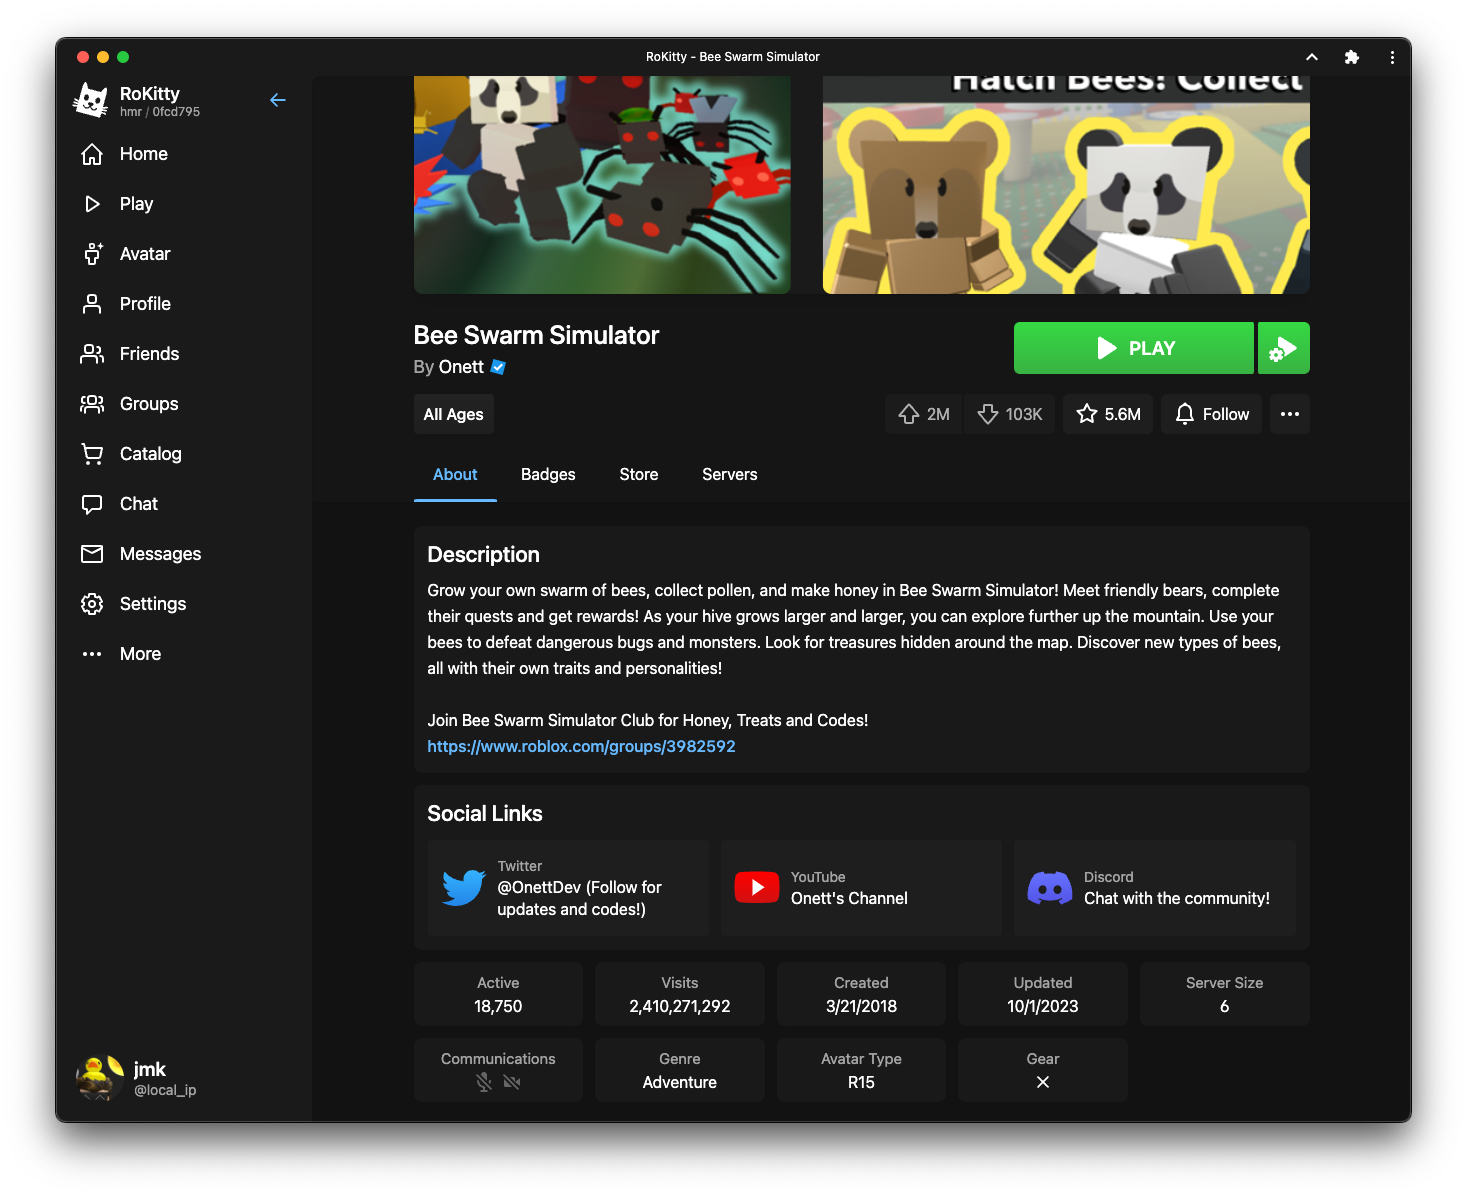 RoKitty - Bee Swarm Simulator
RoKitty
hmr / 0fcd795
Home
Play
Avatar
Profile
Friends
Groups
Catalog
Chat
Messages
Settings
More
jmk
@local_ip
Hatch Bees! Collect
Bee Swarm Simulator
By Onett
PLAY
All Ages
2M
103K
5.6M
Follow
About
Badges
Store
Servers
Description
Grow your own swarm of bees, collect pollen, and make honey in Bee Swarm Simulator! Meet friendly bears, complete
their quests and get rewards! As your hive grows larger and larger, you can explore further up the mountain. Use your
bees to defeat dangerous bugs and monsters. Look for treasures hidden around the map. Discover new types of bees,
all with their own traits and personalities!
Join Bee Swarm Simulator Club for Honey, Treats and Codes!
https://www.roblox.com/groups/3982592
Social Links
Twitter
@OnettDev (Follow for
updates and codes!)
YouTube
Onett's Channel
Discord
Chat with the community!
Active
18,750
Visits
2,410,271,292
Created
3/21/2018
Updated
10/1/2023
Server Size
6
Communications
Genre
Adventure
Avatar Type
R15
Gear